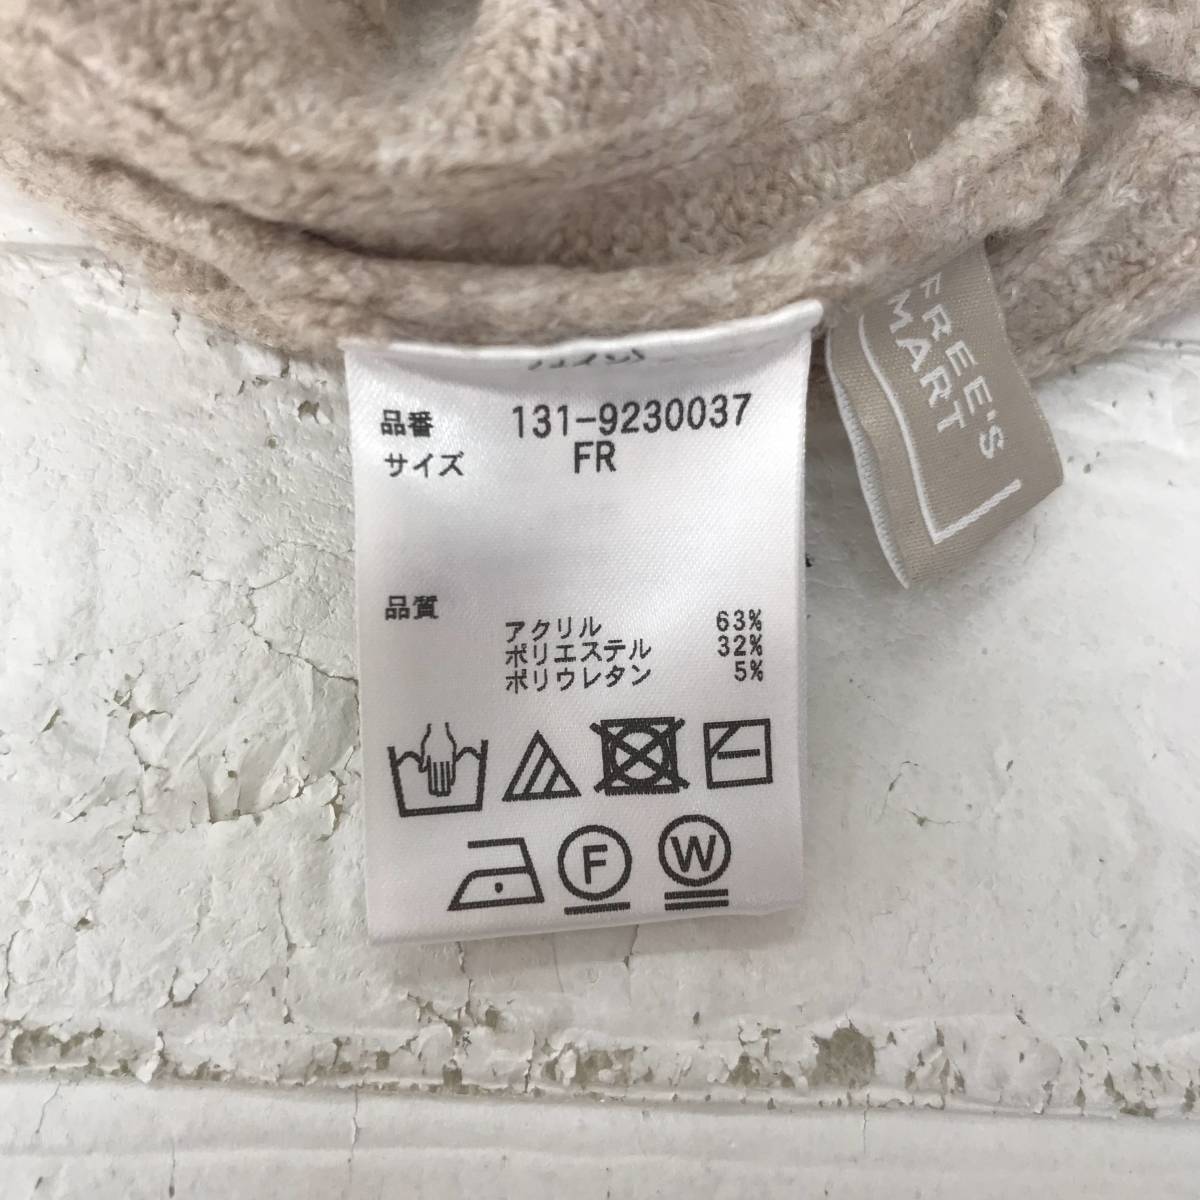 品番 131-9230037
サイズ FR
品質
アクリル 63%
ポリエステル 32%
ポリウレタン 5%
F W
FREE'S
MART